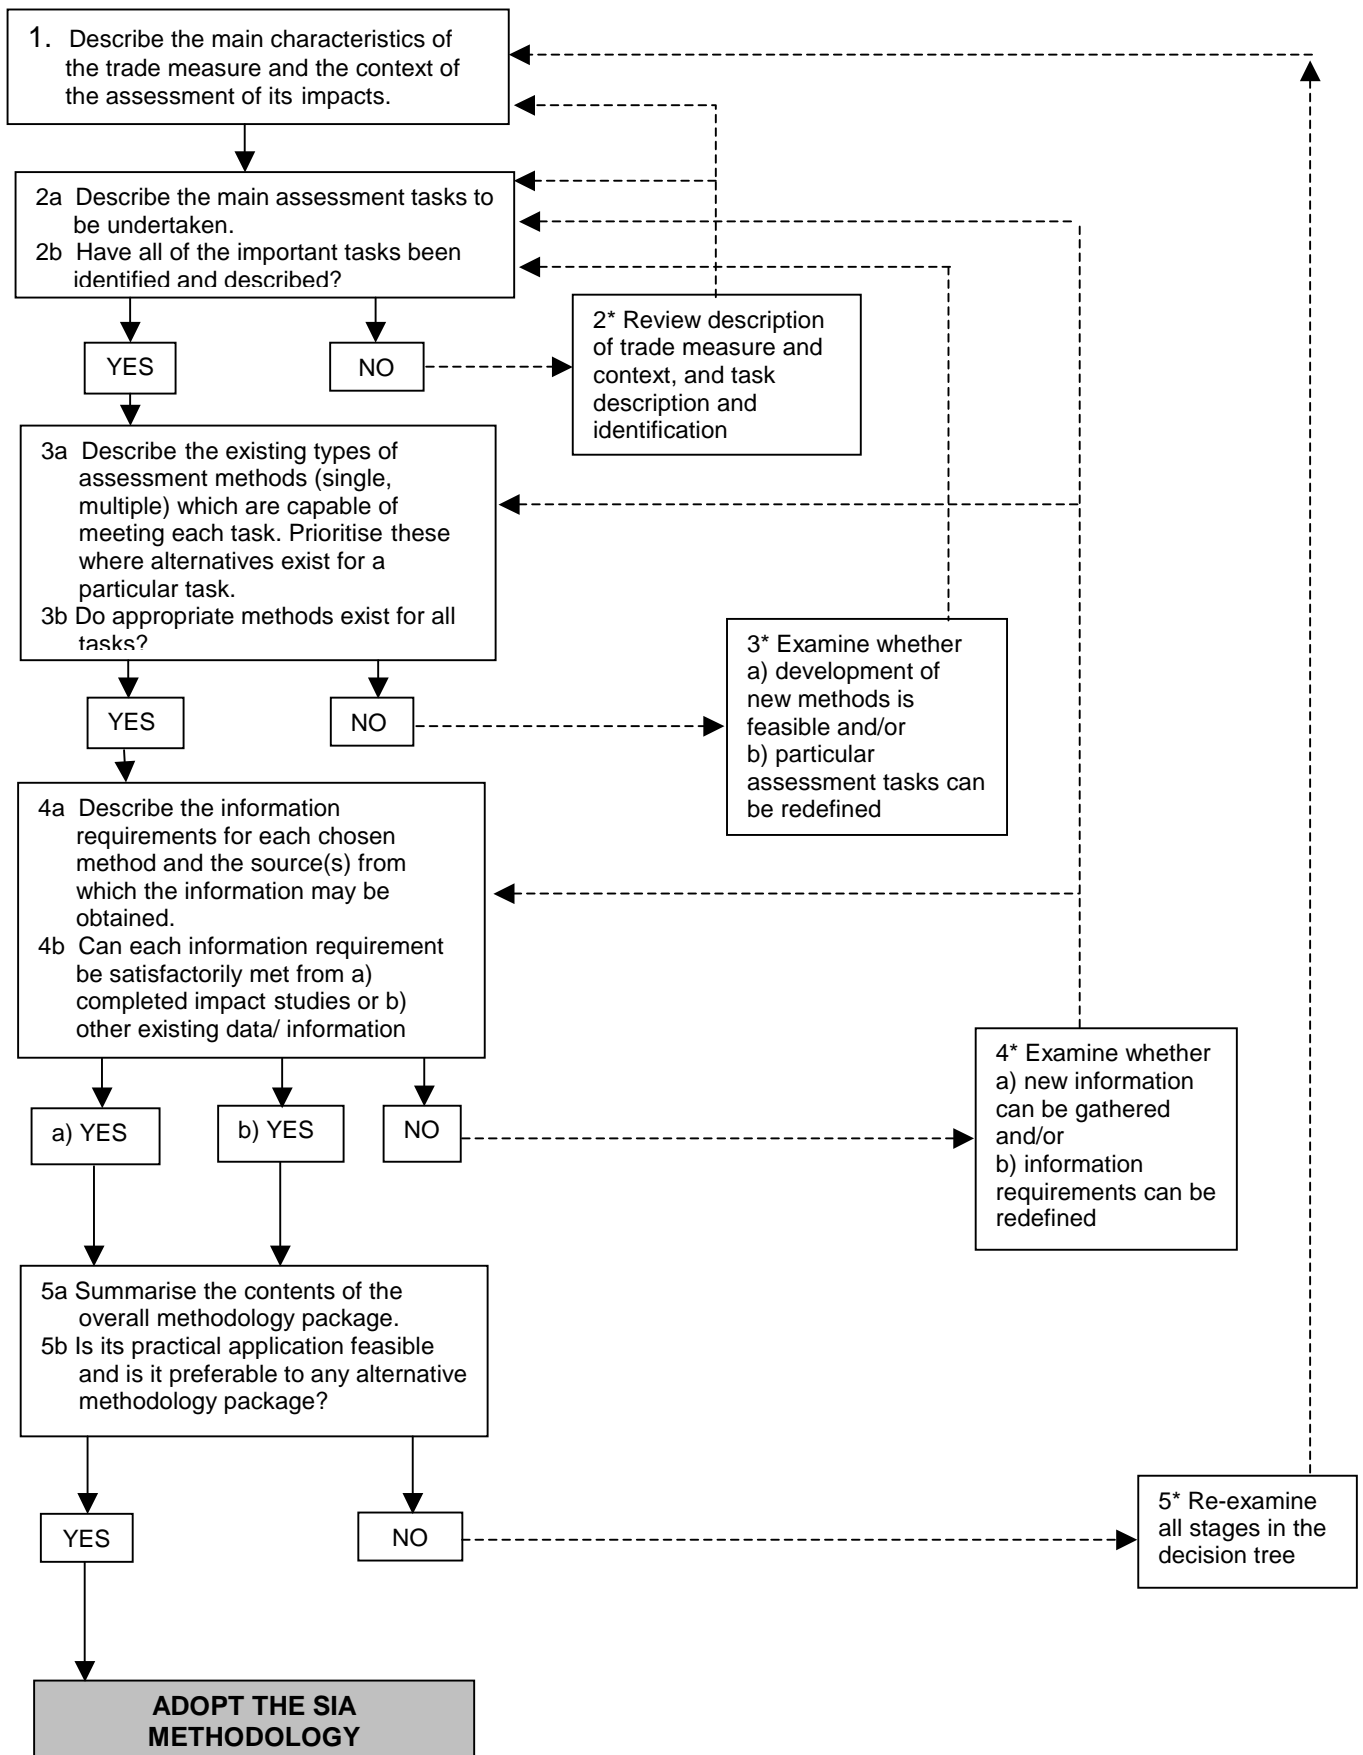 1. Describe the main characteristics of
the trade measure and the context of
the assessment of its impacts.
2a Describe the main assessment tasks to
be undertaken.
2b Have all of the important tasks been
identified and described?
YES
NO
2* Review description
of trade measure and
context, and task
description and
identification
3a Describe the existing types of
assessment methods (single,
multiple) which are capable of
meeting each task. Prioritise these
where alternatives exist for a
particular task.
3b Do appropriate methods exist for all
tasks?
YES
NO
3* Examine whether
a) development of
new methods is
feasible and/or
b) particular
assessment tasks can
be redefined
4a Describe the information
requirements for each chosen
method and the source(s) from
which the information may be
obtained.
4b Can each information requirement
be satisfactorily met from a)
completed impact studies or b)
other existing data/ information
a) YES
b) YES
NO
4* Examine whether
a) new information
can be gathered
and/or
b) information
requirements can be
redefined
5a Summarise the contents of the
overall methodology package.
5b Is its practical application feasible
and is it preferable to any alternative
methodology package?
YES
NO
5* Re-examine
all stages in the
decision tree
ADOPT THE SIA
METHODOLOGY